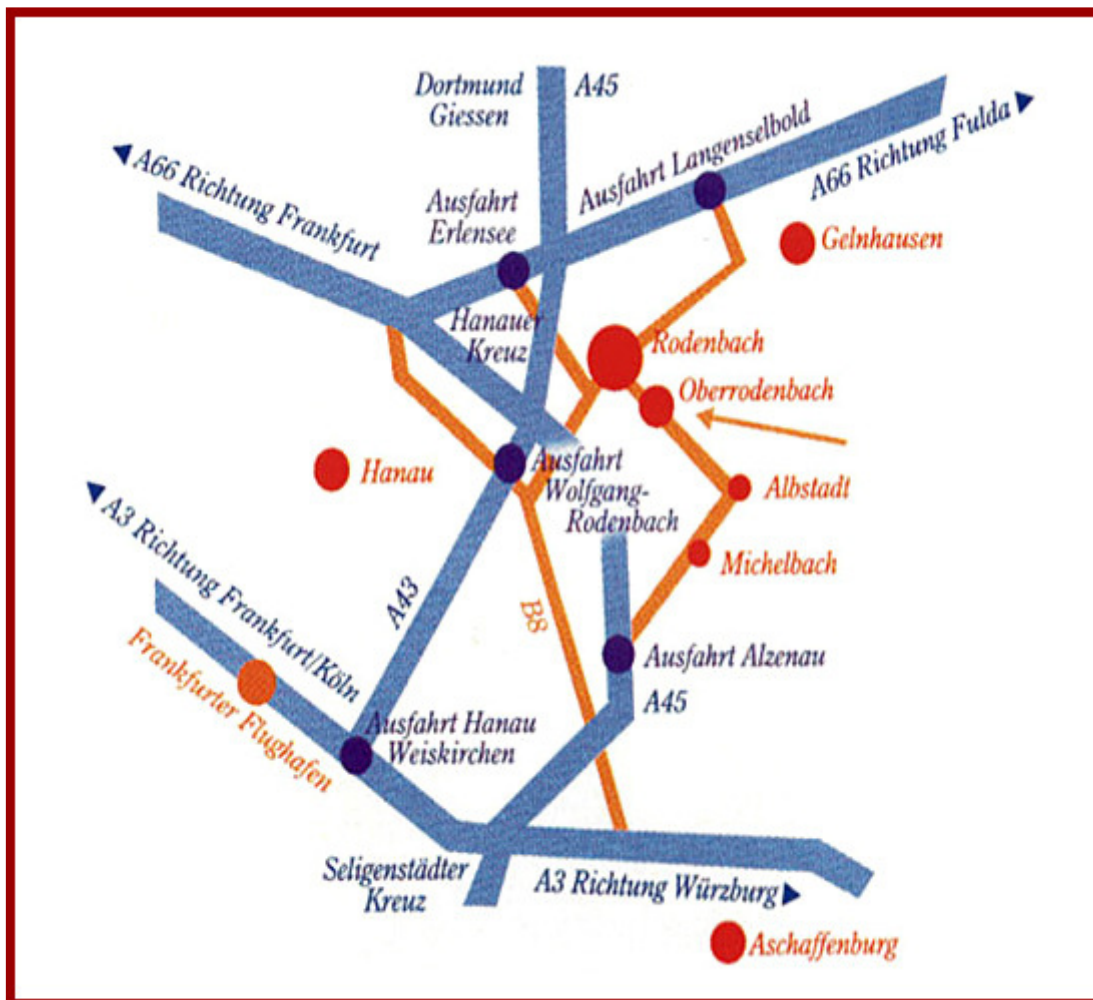 Dortmund
Giessen
A45
A66 Richtung Frankfurt
Ausfahrt Langenselbold
A66 Richtung Fulda
Ausfahrt
Erlensee
Gelnhausen
Hanauer
Kreuz
Rodenbach
Oberrodenbach
Hanau
Ausfahrt
Wolfgang-
Rodenbach
Albstadt
A3 Richtung Frankfurt/Köln
Michelbach
A43
B8
Frankfurter Flughafen
Ausfahrt Alzenau
A45
Ausfahrt Hanau
Weiskirchen
Seligenstädter
Kreuz
A3 Richtung Würzburg
Aschaffenburg